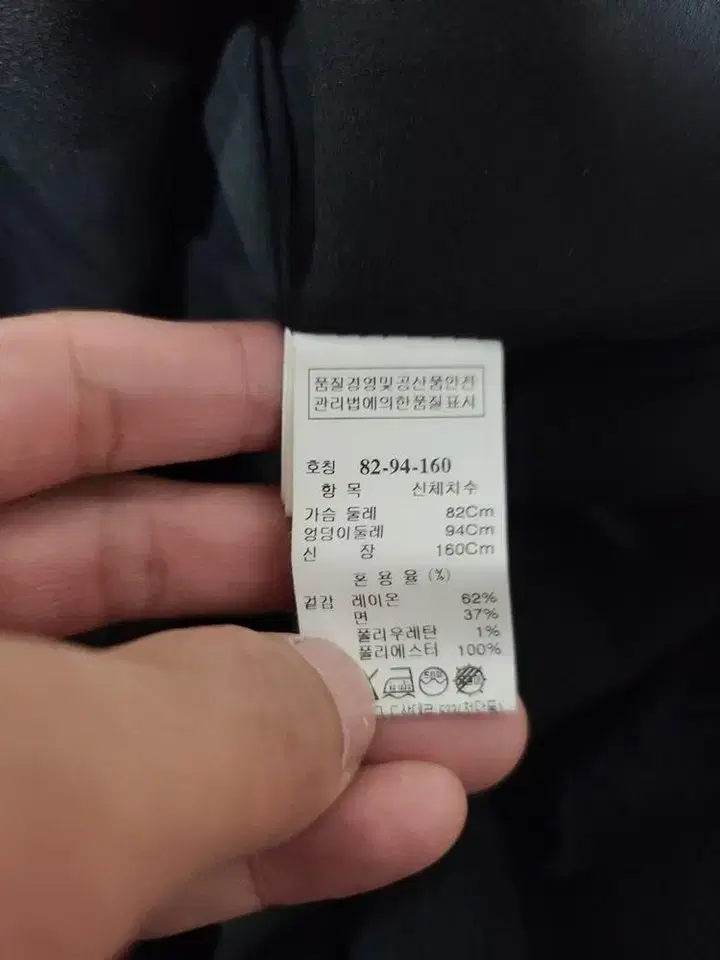 품질경영및공산품안전
관리법에의한품질표시
호칭 82-94-160
항 목 신체치수
가슴 둘레 82Cm
엉덩이둘레 94Cm
신 장 160Cm
혼 용 율 (%)
겉감 레이온 62%
면 37%
폴리우레탄 1%
폴리에스터 100%